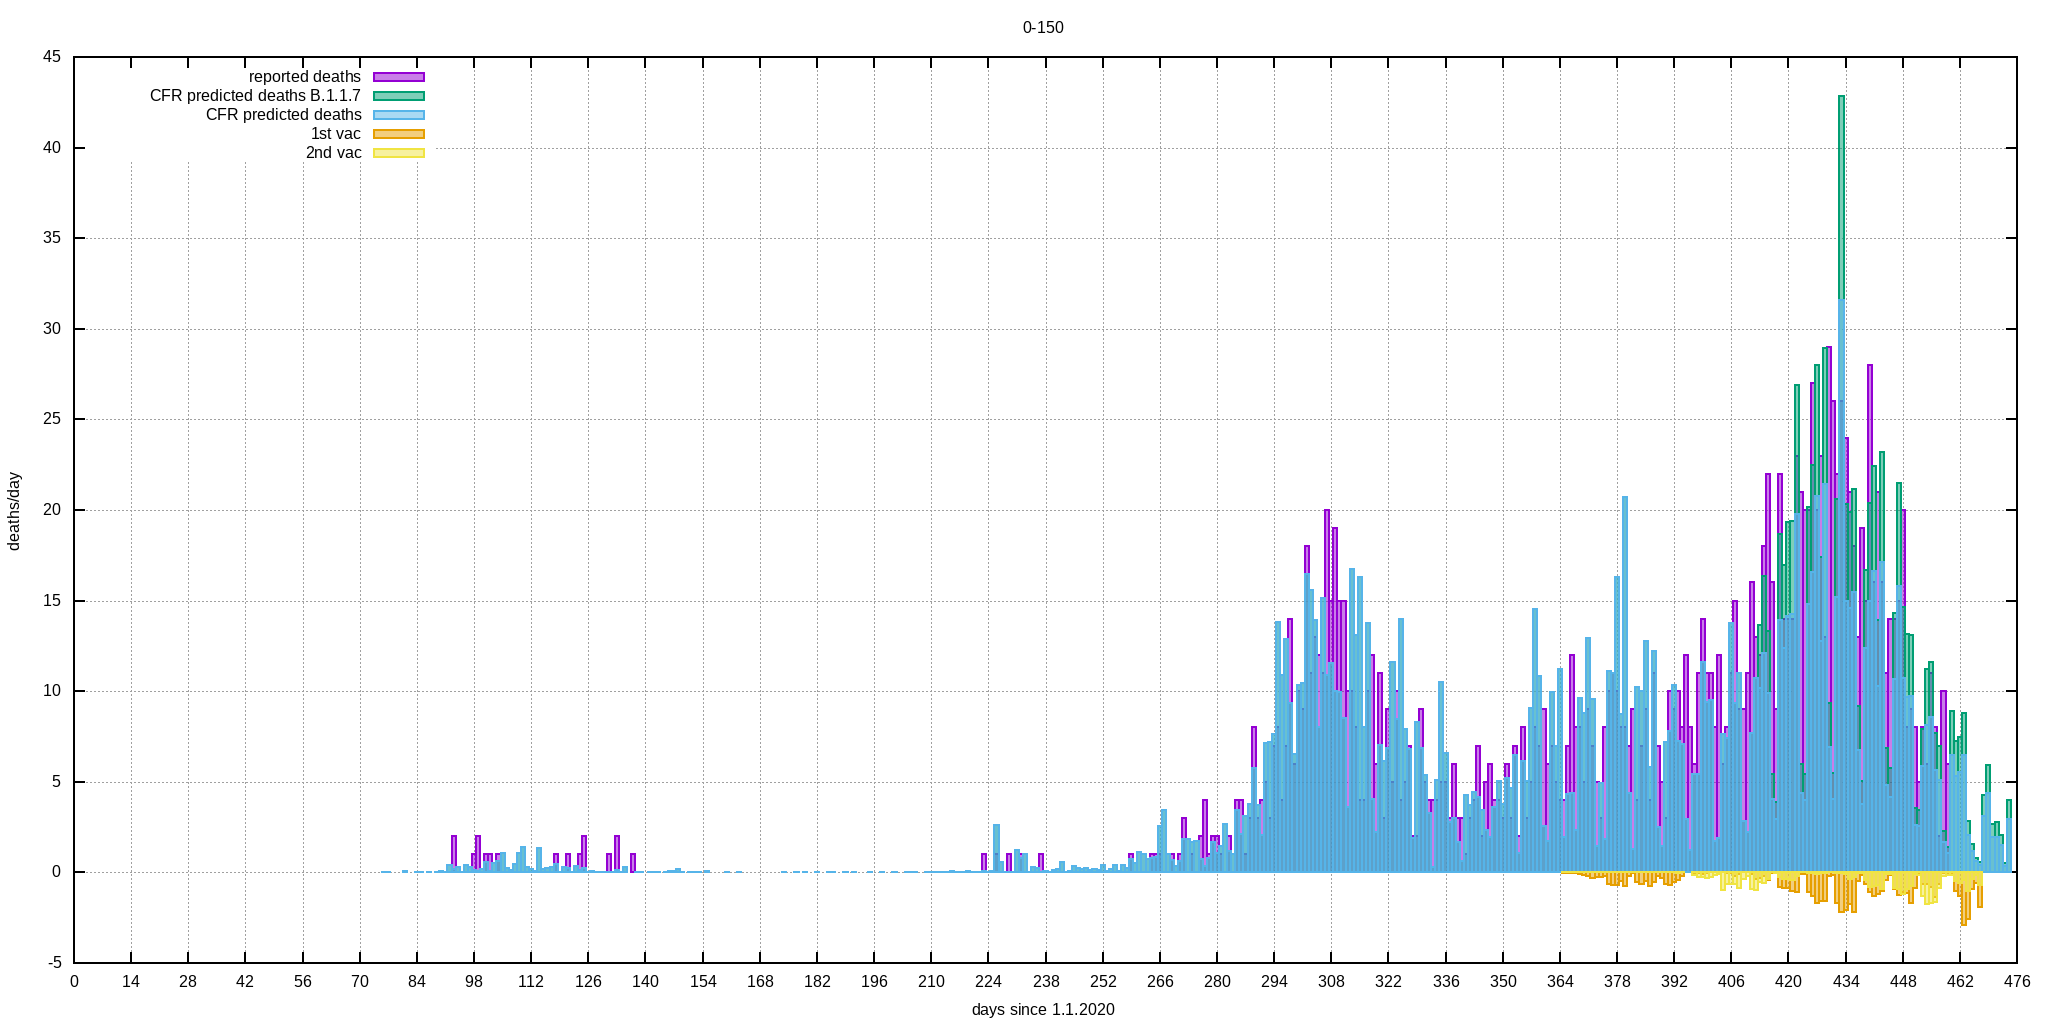 0-150
reported deaths
CFR predicted deaths B.1.1.7
CFR predicted deaths
1st vac
2nd vac
45
40
35
30
25
20
15
10
5
0
-5
deaths/day
0 14 28 42 56 70 84 98 112 126 140 154 168 182 196 210 224 238 252 266 280 294 308 322 336 350 364 378 392 406 420 434 448 462 476
days since 1.1.2020